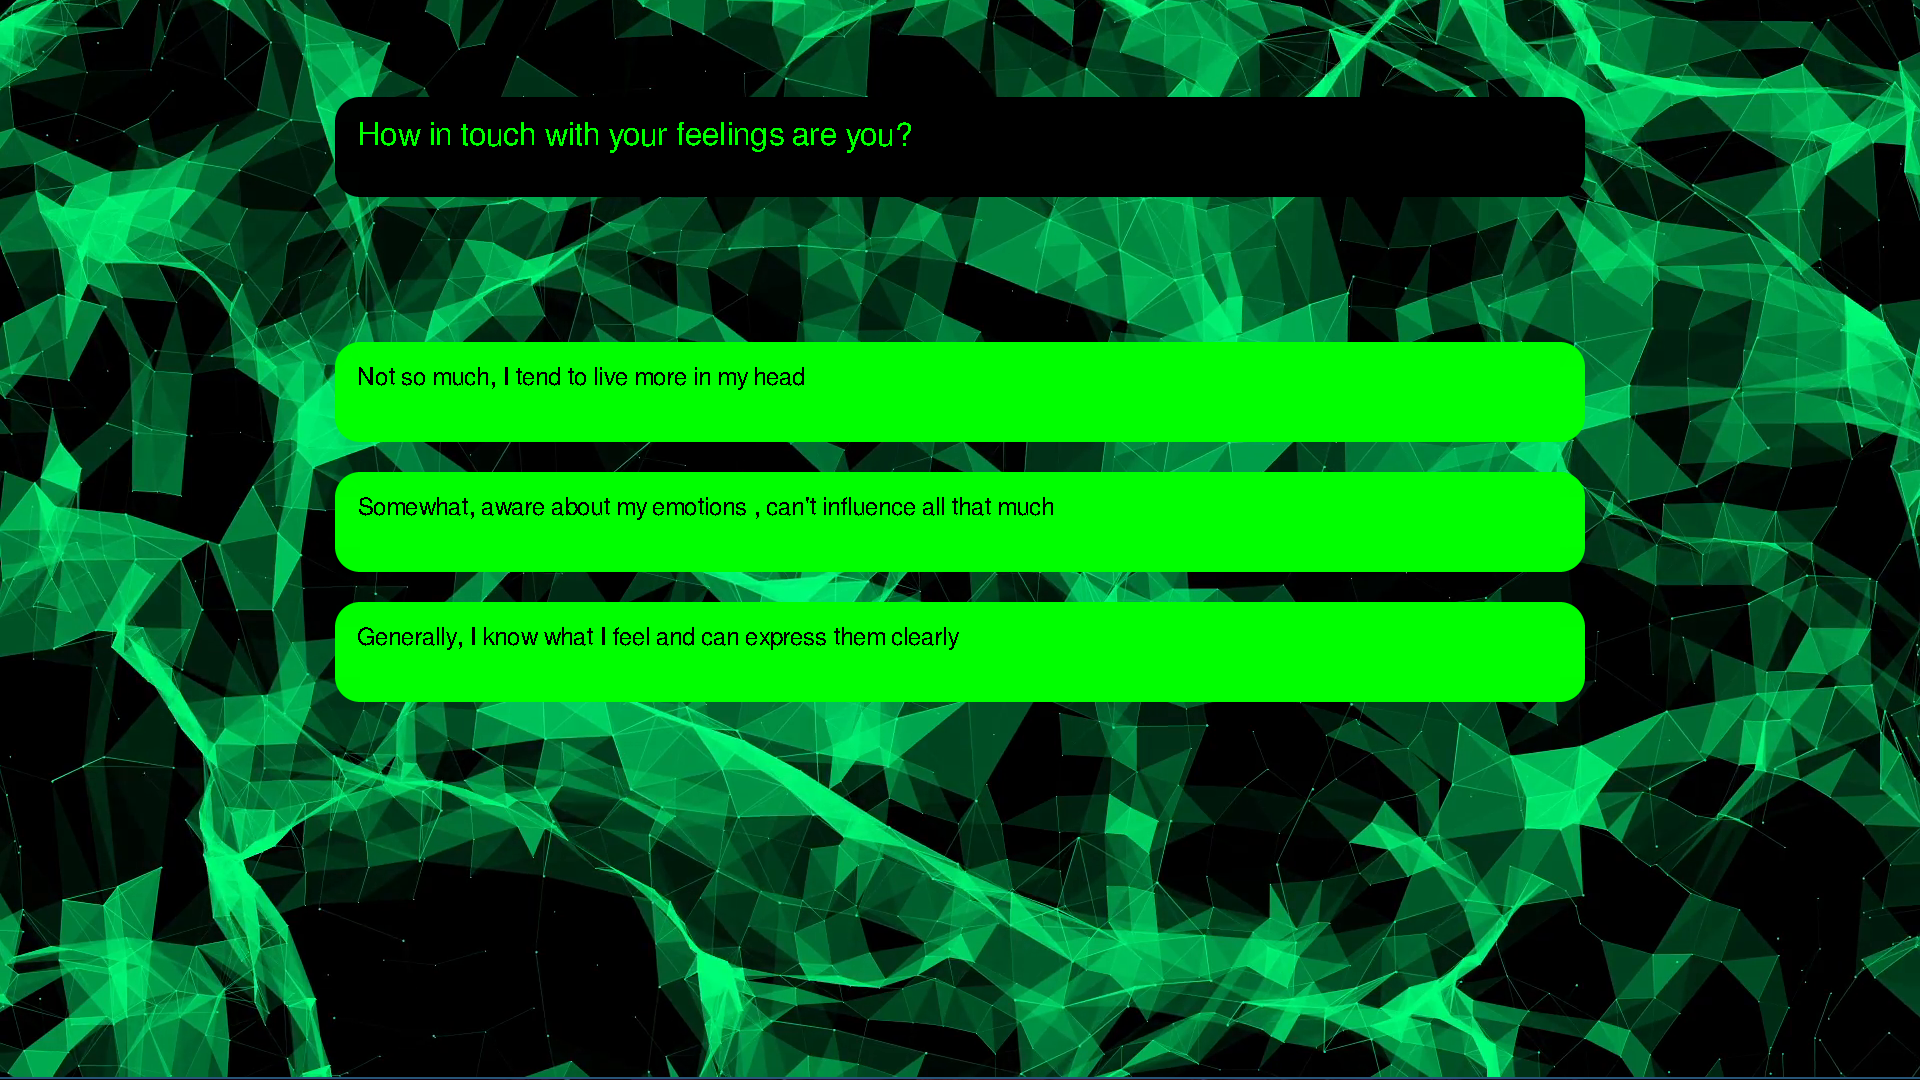 How in touch with your feelings are you?
Not so much, I tend to live more in my head
Somewhat, aware about my emotions , can't influence all that much
Generally, I know what I feel and can express them clearly